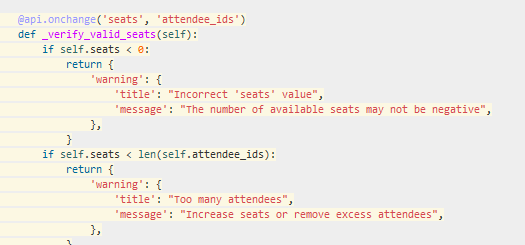 @api.onchange('seats', 'attendee_ids')
def _verify_valid_seats(self):
    if self.seats < 0:
        return {
            'warning': {
                'title': "Incorrect 'seats' value",
                'message': "The number of available seats may not be negative",
            },
        }
    if self.seats < len(self.attendee_ids):
        return {
            'warning': {
                'title': "Too many attendees",
                'message': "Increase seats or remove excess attendees",
            },
        }